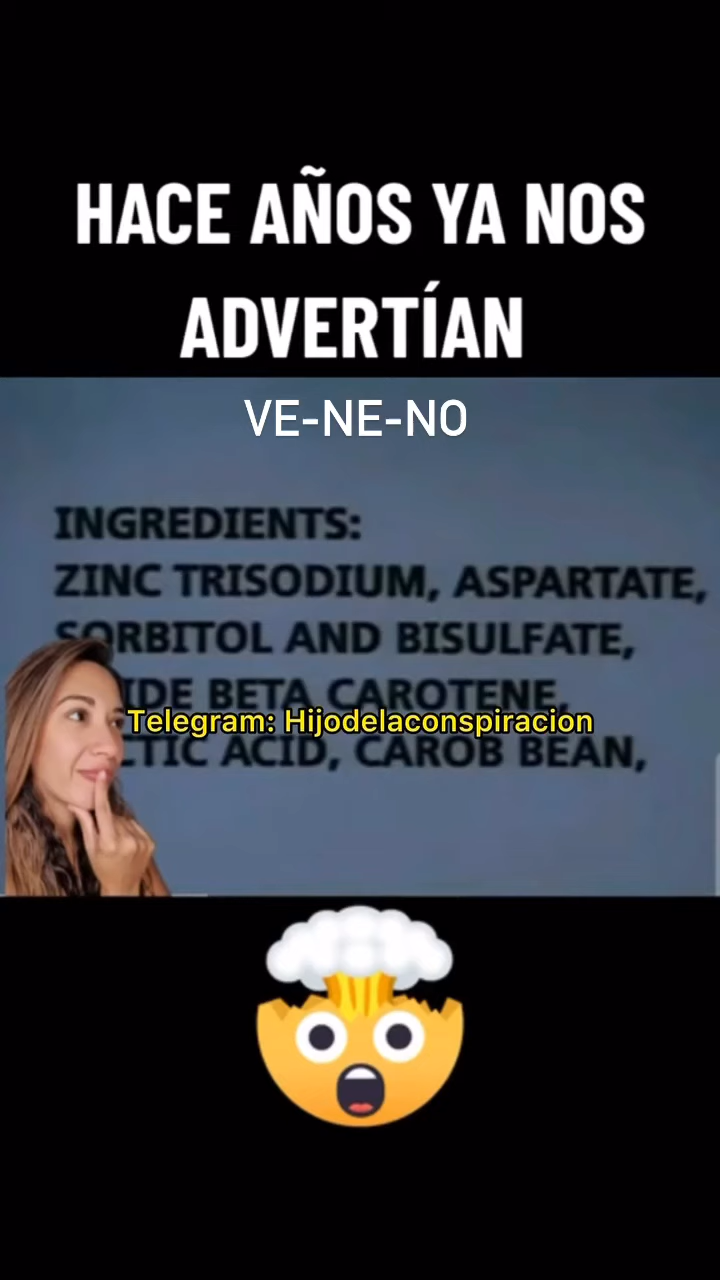 HACE AÑOS YA NOS
ADVERTÍAN
VE-NE-NO
INGREDIENTS:
ZINC TRISODIUM, ASPARTATE,
SORBITOL AND BISULFATE,
BETA CAROTENE,
Telegram: Hijodelaconspiracion
ACID, CAROB BEAN,